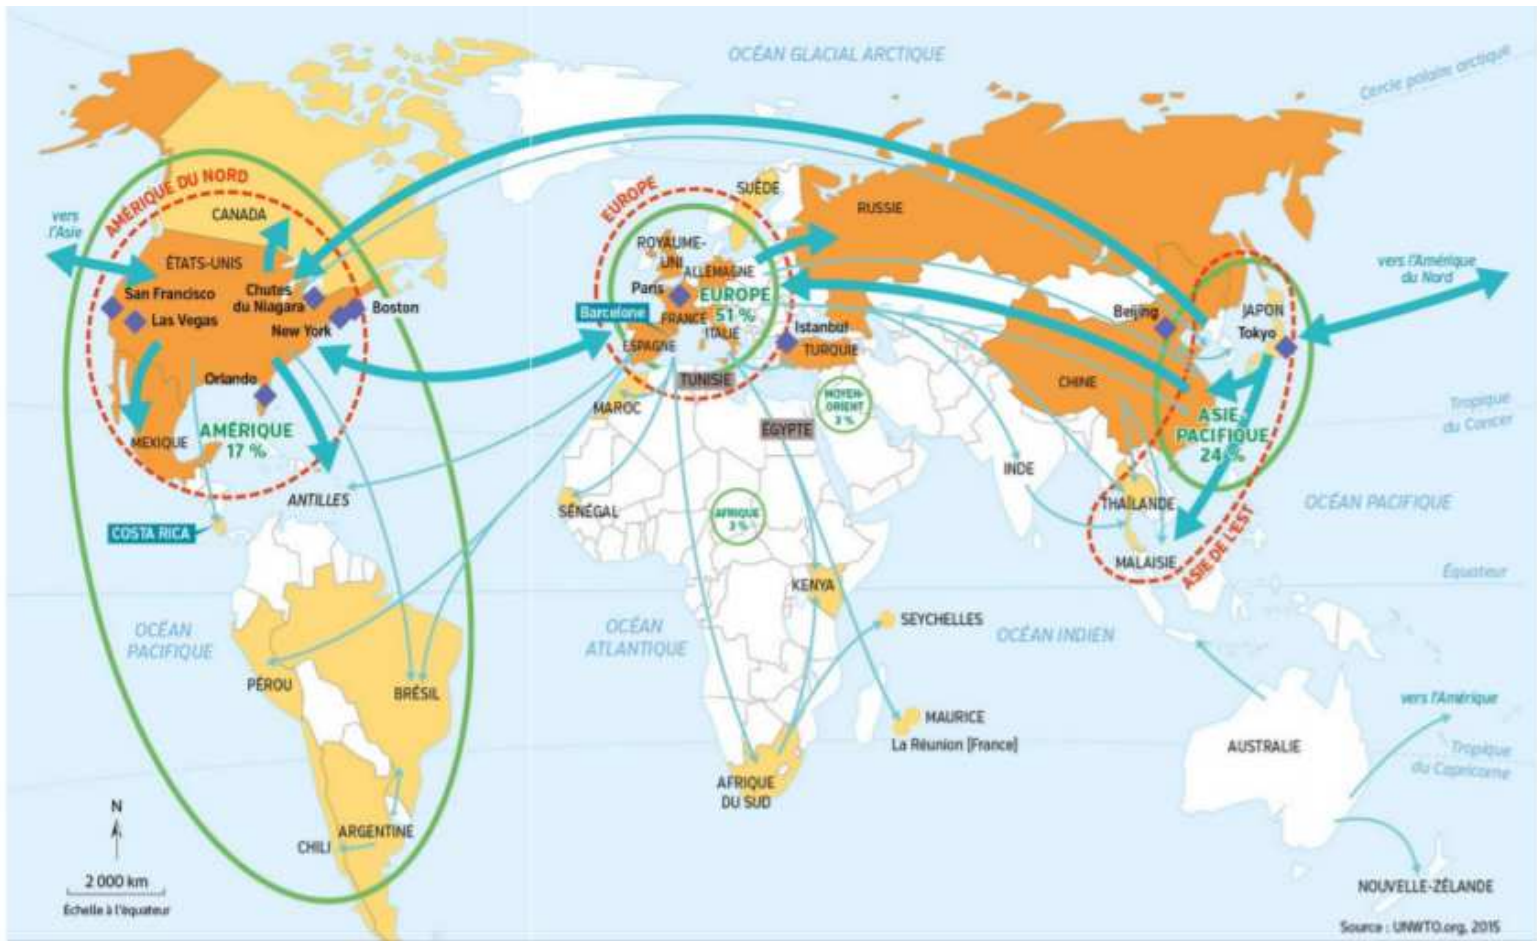 OCÉAN GLACIAL ARCTIQUE
Cercle polaire arctique
AMÉRIQUE DU NORD
vers
l'Asie
CANADA
ÉTATS-UNIS
San Francisco
Las Vegas
Chutes
du Niagara
New York
Boston
Orlando
MEXIQUE
AMÉRIQUE
17 %
ANTILLES
COSTA RICA
EUROPE
SUÈDE
ROYAUME-
UNI
ALLEMAGNE
Paris
EUROPE
51 %
FRANCE
ITALIE
Barcelone
ESPAGNE
Istanbul
TURQUIE
TUNISIE
MAROC
ÉGYPTE
MOYEN-
ORIENT
3 %
RUSSIE
Beijing
JAPON
Tokyo
vers l'Amérique
du Nord
CHINE
ASIE
PACIFIQUE
24 %
Tropique
du Cancer
INDE
THAÏLANDE
MALAISIE
ASIE DE L'EST
OCÉAN PACIFIQUE
SÉNÉGAL
AFRIQUE
3 %
KENYA
Équateur
OCÉAN
PACIFIQUE
OCÉAN
ATLANTIQUE
SEYCHELLES
OCÉAN INDIEN
PÉROU
BRÉSIL
MAURICE
La Réunion [France]
vers l'Amérique
AUSTRALIE
Tropique
du Capricorne
AFRIQUE
DU SUD
N
ARGENTINE
CHILI
2 000 km
Échelle à l'équateur
NOUVELLE-ZÉLANDE
Source : UNWTO.org, 2015